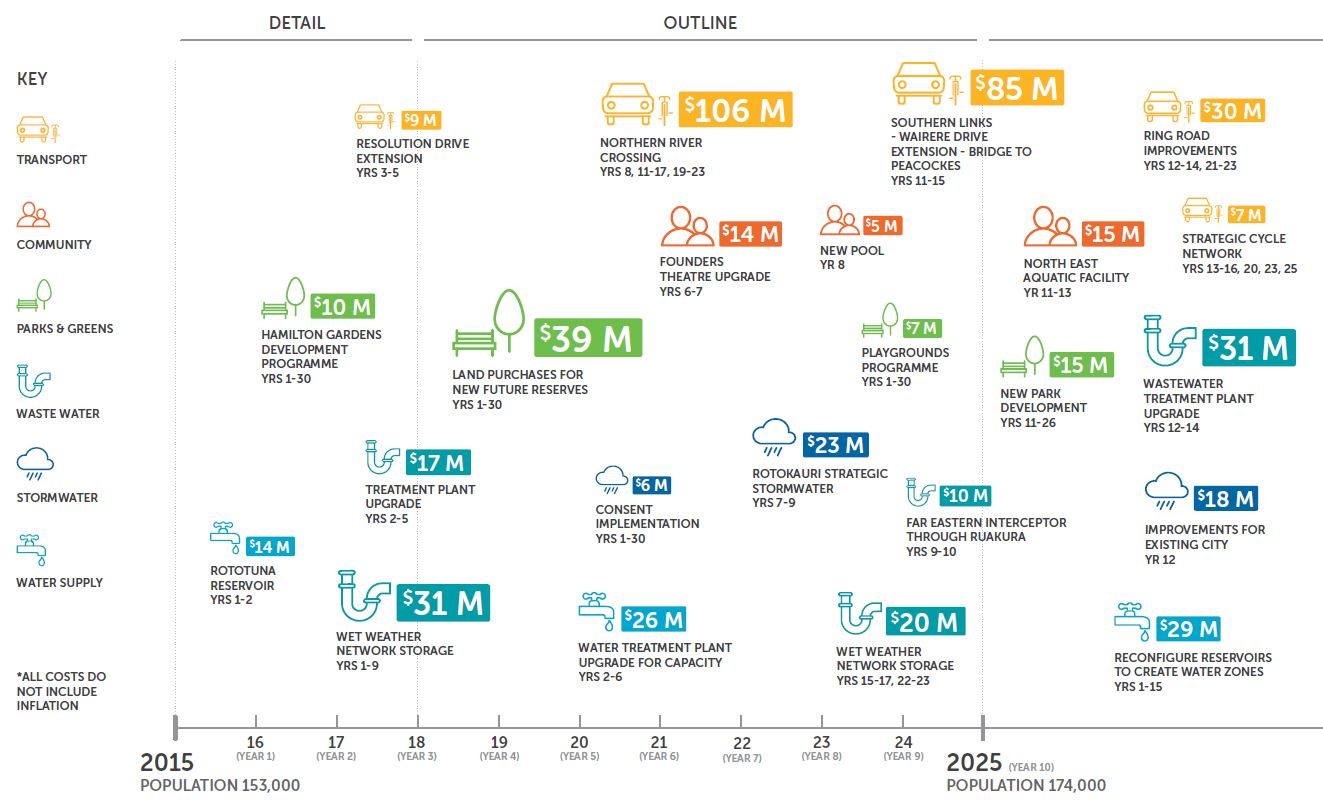 DETAIL
OUTLINE
KEY
TRANSPORT
COMMUNITY
PARKS & GREENS
WASTE WATER
STORMWATER
WATER SUPPLY
*ALL COSTS DO
NOT INCLUDE
INFLATION
$9 M
RESOLUTION DRIVE
EXTENSION
YRS 3-5
$106 M
NORTHERN RIVER
CROSSING
YRS 8, 11-17, 19-23
$85 M
SOUTHERN LINKS
- WAIRERE DRIVE
EXTENSION - BRIDGE TO
PEACOCKES
YRS 11-15
$30 M
RING ROAD
IMPROVEMENTS
YRS 12-14, 21-23
$14 M
FOUNDERS
THEATRE UPGRADE
YRS 6-7
$5 M
NEW POOL
YR 8
$15 M
NORTH EAST
AQUATIC FACILITY
YR 11-13
$7 M
STRATEGIC CYCLE
NETWORK
YRS 13-16, 20, 23, 25
$10 M
HAMILTON GARDENS
DEVELOPMENT
PROGRAMME
YRS 1-30
$39 M
LAND PURCHASES FOR
NEW FUTURE RESERVES
YRS 1-30
$7 M
PLAYGROUNDS
PROGRAMME
YRS 1-30
$15 M
NEW PARK
DEVELOPMENT
YRS 11-26
$31 M
WASTEWATER
TREATMENT PLANT
UPGRADE
YRS 12-14
$17 M
TREATMENT PLANT
UPGRADE
YRS 2-5
$6 M
CONSENT
IMPLEMENTATION
YRS 1-30
$23 M
ROTOKAURI STRATEGIC
STORMWATER
YRS 7-9
$10 M
FAR EASTERN INTERCEPTOR
THROUGH RUAKURA
YRS 9-10
$18 M
IMPROVEMENTS FOR
EXISTING CITY
YR 12
$14 M
ROTOTUNA
RESERVOIR
YRS 1-2
$31 M
WET WEATHER
NETWORK STORAGE
YRS 1-9
$26 M
WATER TREATMENT PLANT
UPGRADE FOR CAPACITY
YRS 2-6
$20 M
WET WEATHER
NETWORK STORAGE
YRS 15-17, 22-23
$29 M
RECONFIGURE RESERVOIRS
TO CREATE WATER ZONES
YRS 1-15
2015
POPULATION 153,000
16
(YEAR 1)
17
(YEAR 2)
18
(YEAR 3)
19
(YEAR 4)
20
(YEAR 5)
21
(YEAR 6)
22
(YEAR 7)
23
(YEAR 8)
24
(YEAR 9)
2025 (YEAR 10)
POPULATION 174,000